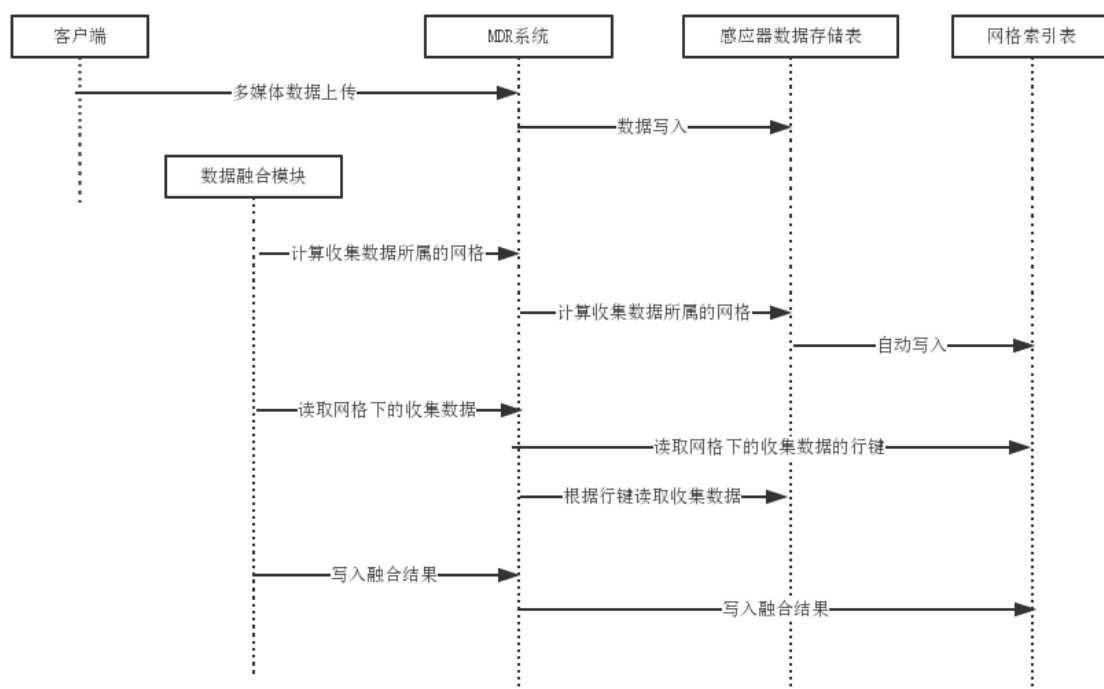 客户端
MDR系统
感应器数据存储表
网格索引表
多媒体数据上传
数据写入
数据融合模块
计算收集数据所属的网格
计算收集数据所属的网格
自动写入
读取网格下的收集数据
读取网格下的收集数据的行键
根据行键读取收集数据
写入融合结果
写入融合结果